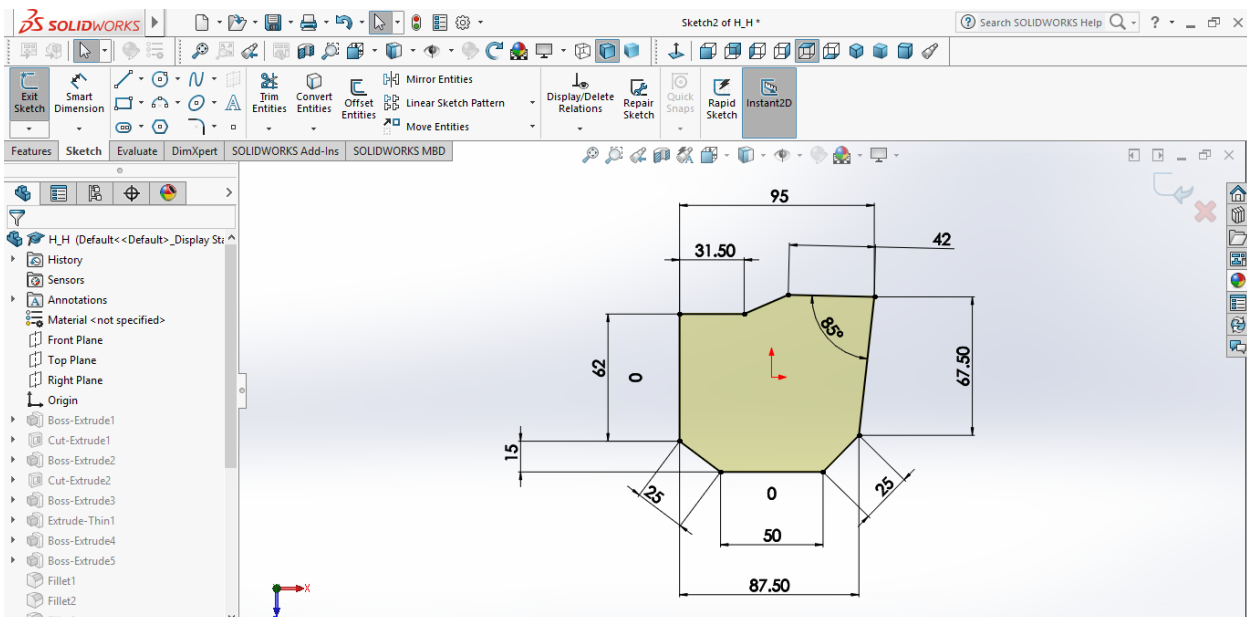 SOLIDWORKS
Sketch2 of H_H *
Search SOLIDWORKS Help
?
Exit Sketch
Smart Dimension
Trim Entities
Convert Entities
Offset Entities
Mirror Entities
Linear Sketch Pattern
Move Entities
Display/Delete Relations
Repair Sketch
Quick Snaps
Rapid Sketch
Instant2D
Features
Sketch
Evaluate
DimXpert
SOLIDWORKS Add-Ins
SOLIDWORKS MBD
H_H (Default<<Default>_Display Sta
History
Sensors
Annotations
Material <not specified>
Front Plane
Top Plane
Right Plane
Origin
Boss-Extrude1
Cut-Extrude1
Boss-Extrude2
Cut-Extrude2
Boss-Extrude3
Extrude-Thin1
Boss-Extrude4
Boss-Extrude5
Fillet1
Fillet2
95
42
31.50
85°
62
0
67.50
15
25
0
25
50
87.50
X